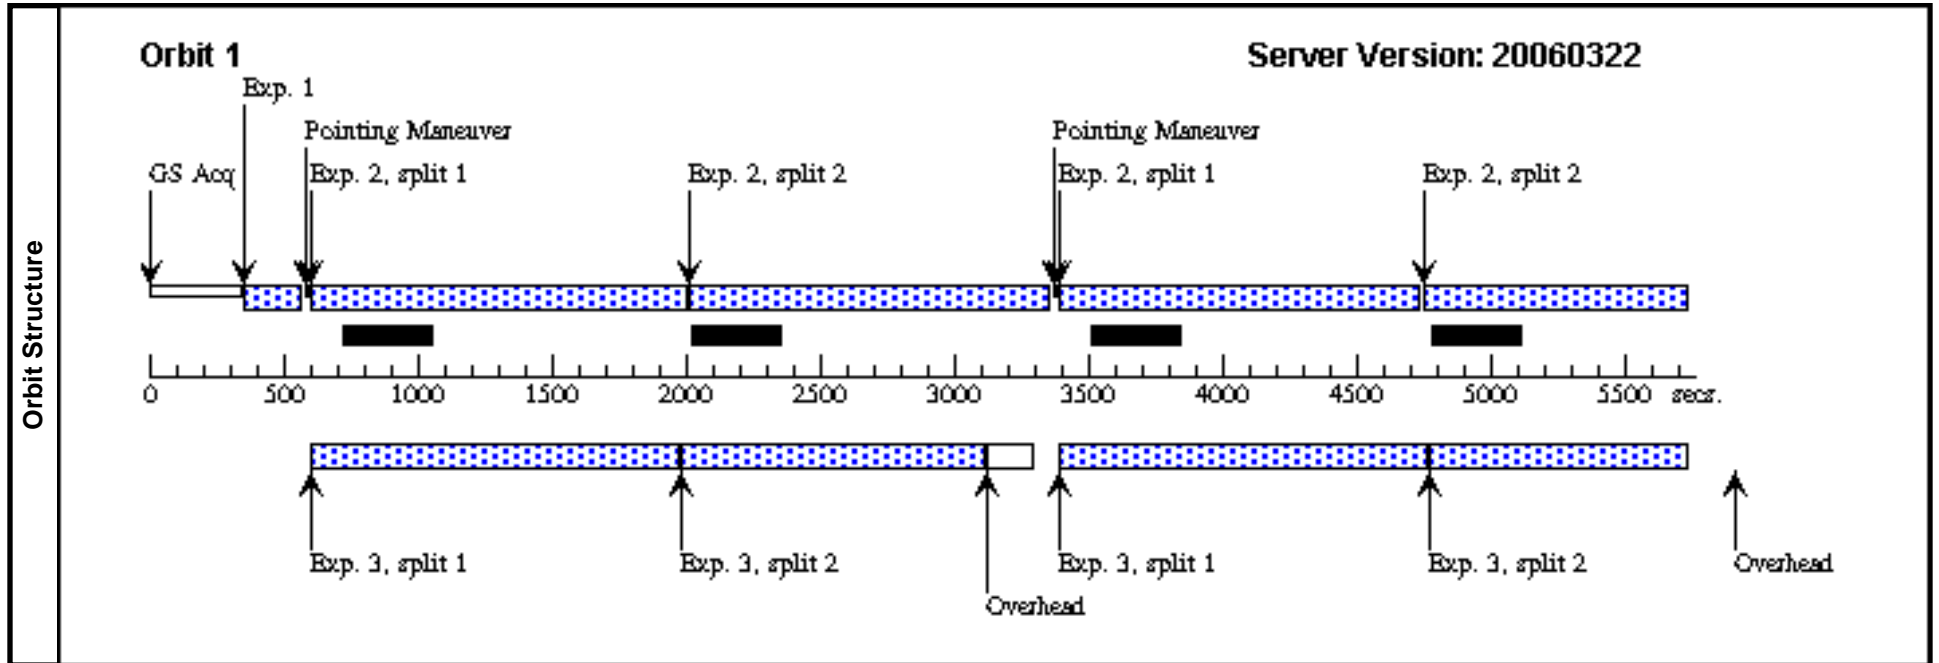 Orbit Structure
Orbit 1
Server Version: 20060322
Exp. 1
Pointing Maneuver
Pointing Maneuver
GS Acq
Exp. 2, split 1
Exp. 2, split 2
Exp. 2, split 1
Exp. 2, split 2
0 500 1000 1500 2000 2500 3000 3500 4000 4500 5000 5500 secs.
Exp. 3, split 1
Exp. 3, split 2
Exp. 3, split 1
Exp. 3, split 2
Overhead
Overhead